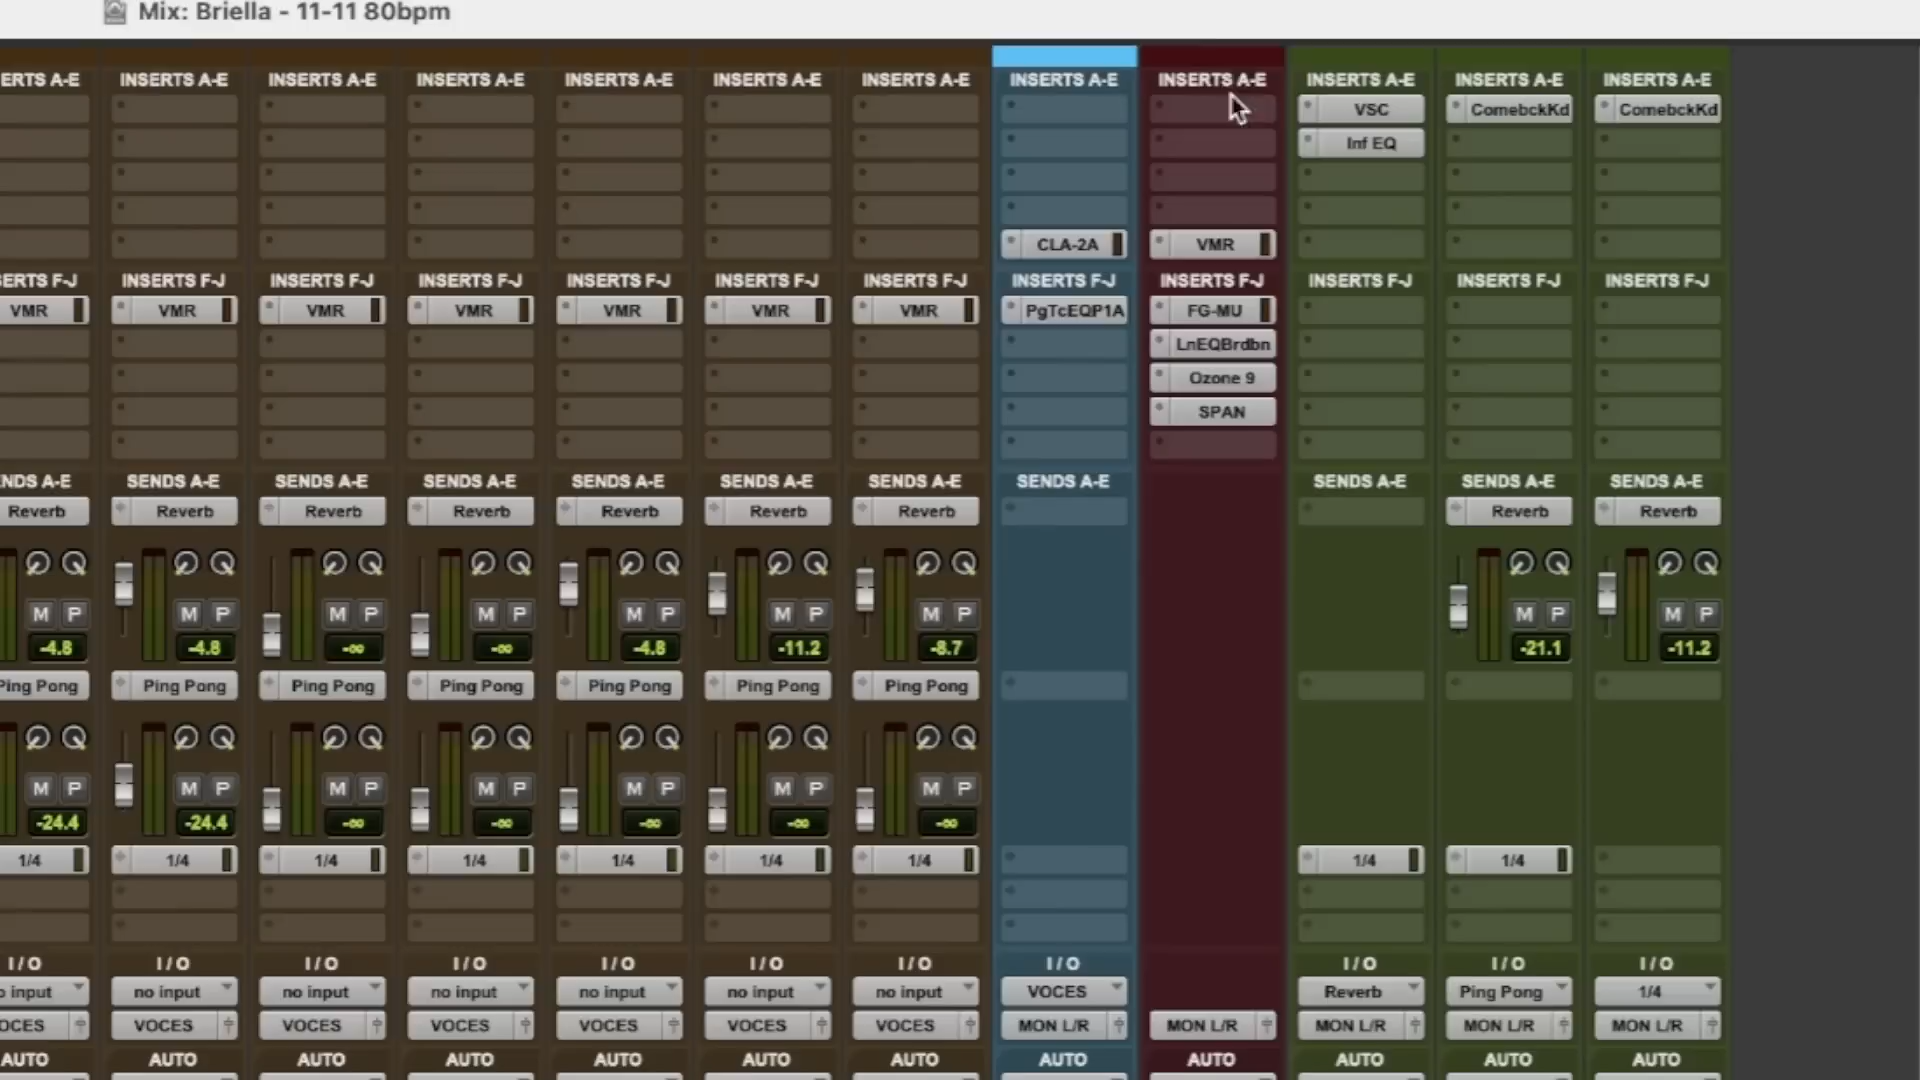 Mix: Briella - 11-11 80bpm
ERTS A-E INSERTS A-E INSERTS A-E INSERTS A-E INSERTS A-E INSERTS A-E INSERTS A-E INSERTS A-E INSERTS A-E INSERTS A-E INSERTS A-E INSERTS A-E
VSC ComebckKd ComebckKd
Inf EQ
CLA-2A VMR
ERTS F-J INSERTS F-J INSERTS F-J INSERTS F-J INSERTS F-J INSERTS F-J INSERTS F-J INSERTS F-J INSERTS F-J INSERTS F-J INSERTS F-J INSERTS F-J
VMR VMR VMR VMR VMR VMR VMR PgTcEQP1A FG-MU
LnEQBrdbn
Ozone 9
SPAN
NDS A-E SENDS A-E SENDS A-E SENDS A-E SENDS A-E SENDS A-E SENDS A-E SENDS A-E SENDS A-E SENDS A-E SENDS A-E
Reverb Reverb Reverb Reverb Reverb Reverb Reverb Reverb Reverb
M P M P M P M P M P M P M P M P M P
-4.8 -4.8 -∞ -∞ -4.8 -11.2 -8.7 -21.1 -11.2
Ping Pong Ping Pong Ping Pong Ping Pong Ping Pong Ping Pong Ping Pong
M P M P M P M P M P M P M P
-24.4 -24.4 -∞ -∞ -∞ -∞ -∞
1/4 1/4 1/4 1/4 1/4 1/4 1/4 1/4 1/4
I/O I/O I/O I/O I/O I/O I/O I/O I/O I/O I/O
o input no input no input no input no input no input no input VOCES Reverb Ping Pong 1/4
OCES VOCES VOCES VOCES VOCES VOCES VOCES MON L/R MON L/R MON L/R MON L/R MON L/R
AUTO AUTO AUTO AUTO AUTO AUTO AUTO AUTO AUTO AUTO AUTO AUTO